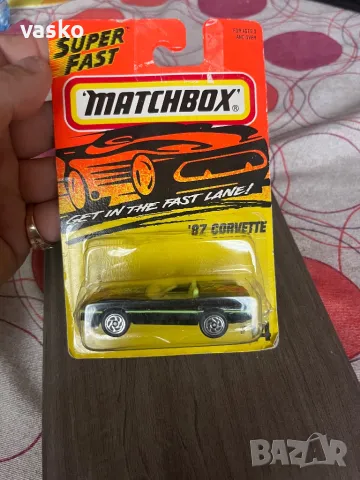 vasko
SUPER
FAST
MATCHBOX®
GET IN THE FAST LANE!
'87 CORVETTE
BAZAR